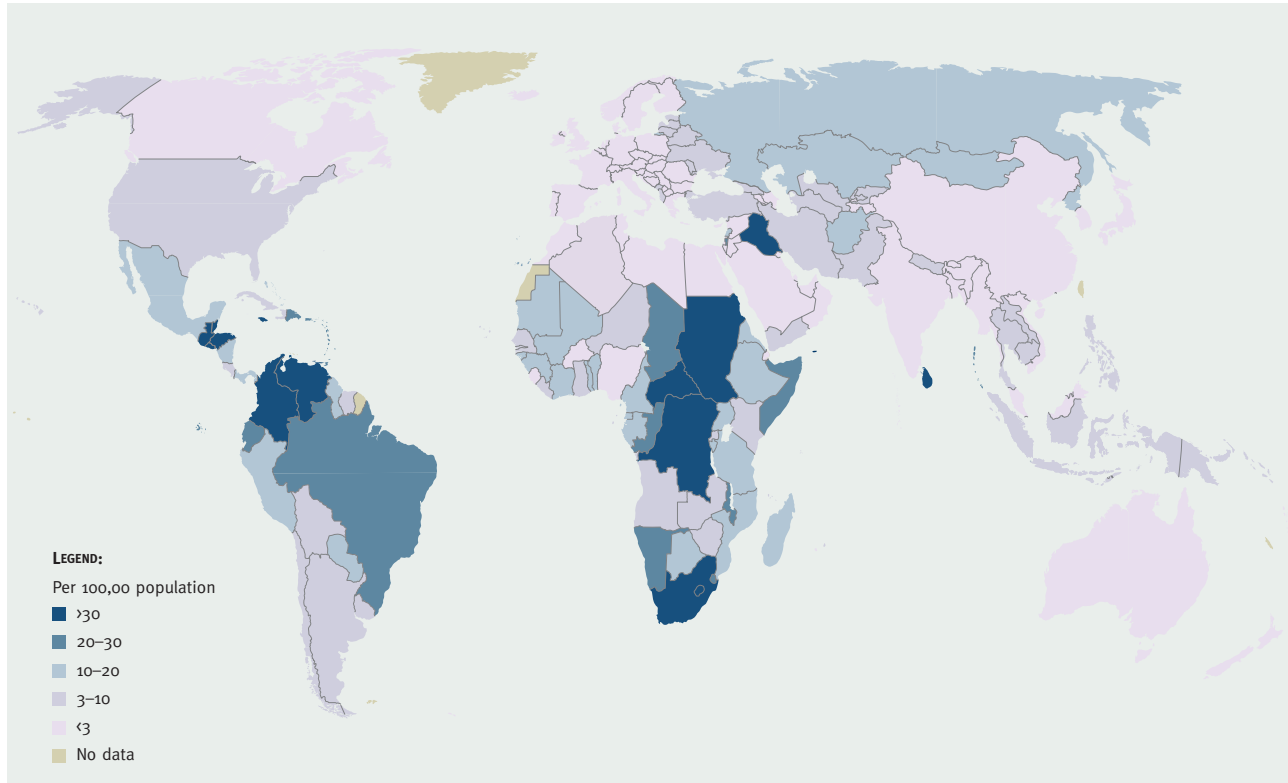 LEGEND:
Per 100,00 population
>30
20–30
10–20
3–10
<3
No data